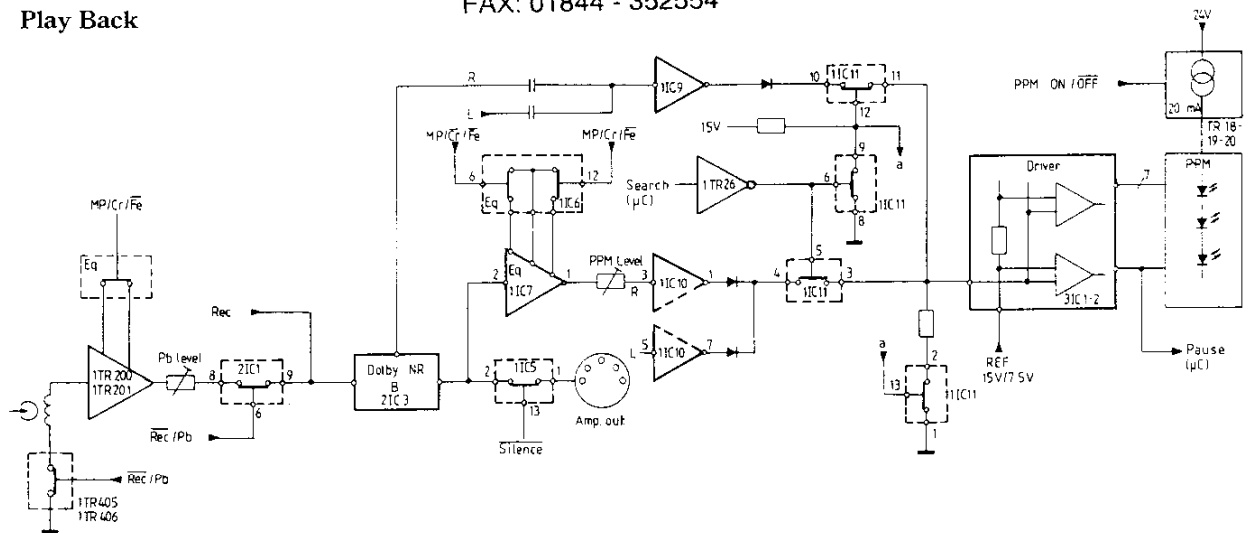 FAX: 01844 - 352554
Play Back
24V
R
1IC9
10
1IC11
11
PPM ON / OFF
L
12
20 mA
TR 18-
19-20
MP/Cr/Fe
MP/Cr/Fe
15V
9
a
6
12
Eq
1IC6
Search
(µC)
1TR26
6
1IC11
8
Driver
7
PPM
MP/Cr/Fe
Eq
2
Eq
1IC7
1
PPM Level
3
R
1IC10
1
5
4
1IC11
3
3IC1-2
Rec
L
5
1IC10
7
REF
15V/7.5V
Pause
(µC)
1TR200
1TR201
Pb level
8
2IC1
9
6
Rec/Pb
Dolby NR
B
2IC3
2
1IC5
1
13
Silence
Amp. out
a
2
13
1IC11
1
Rec/Pb
1TR405
1TR406